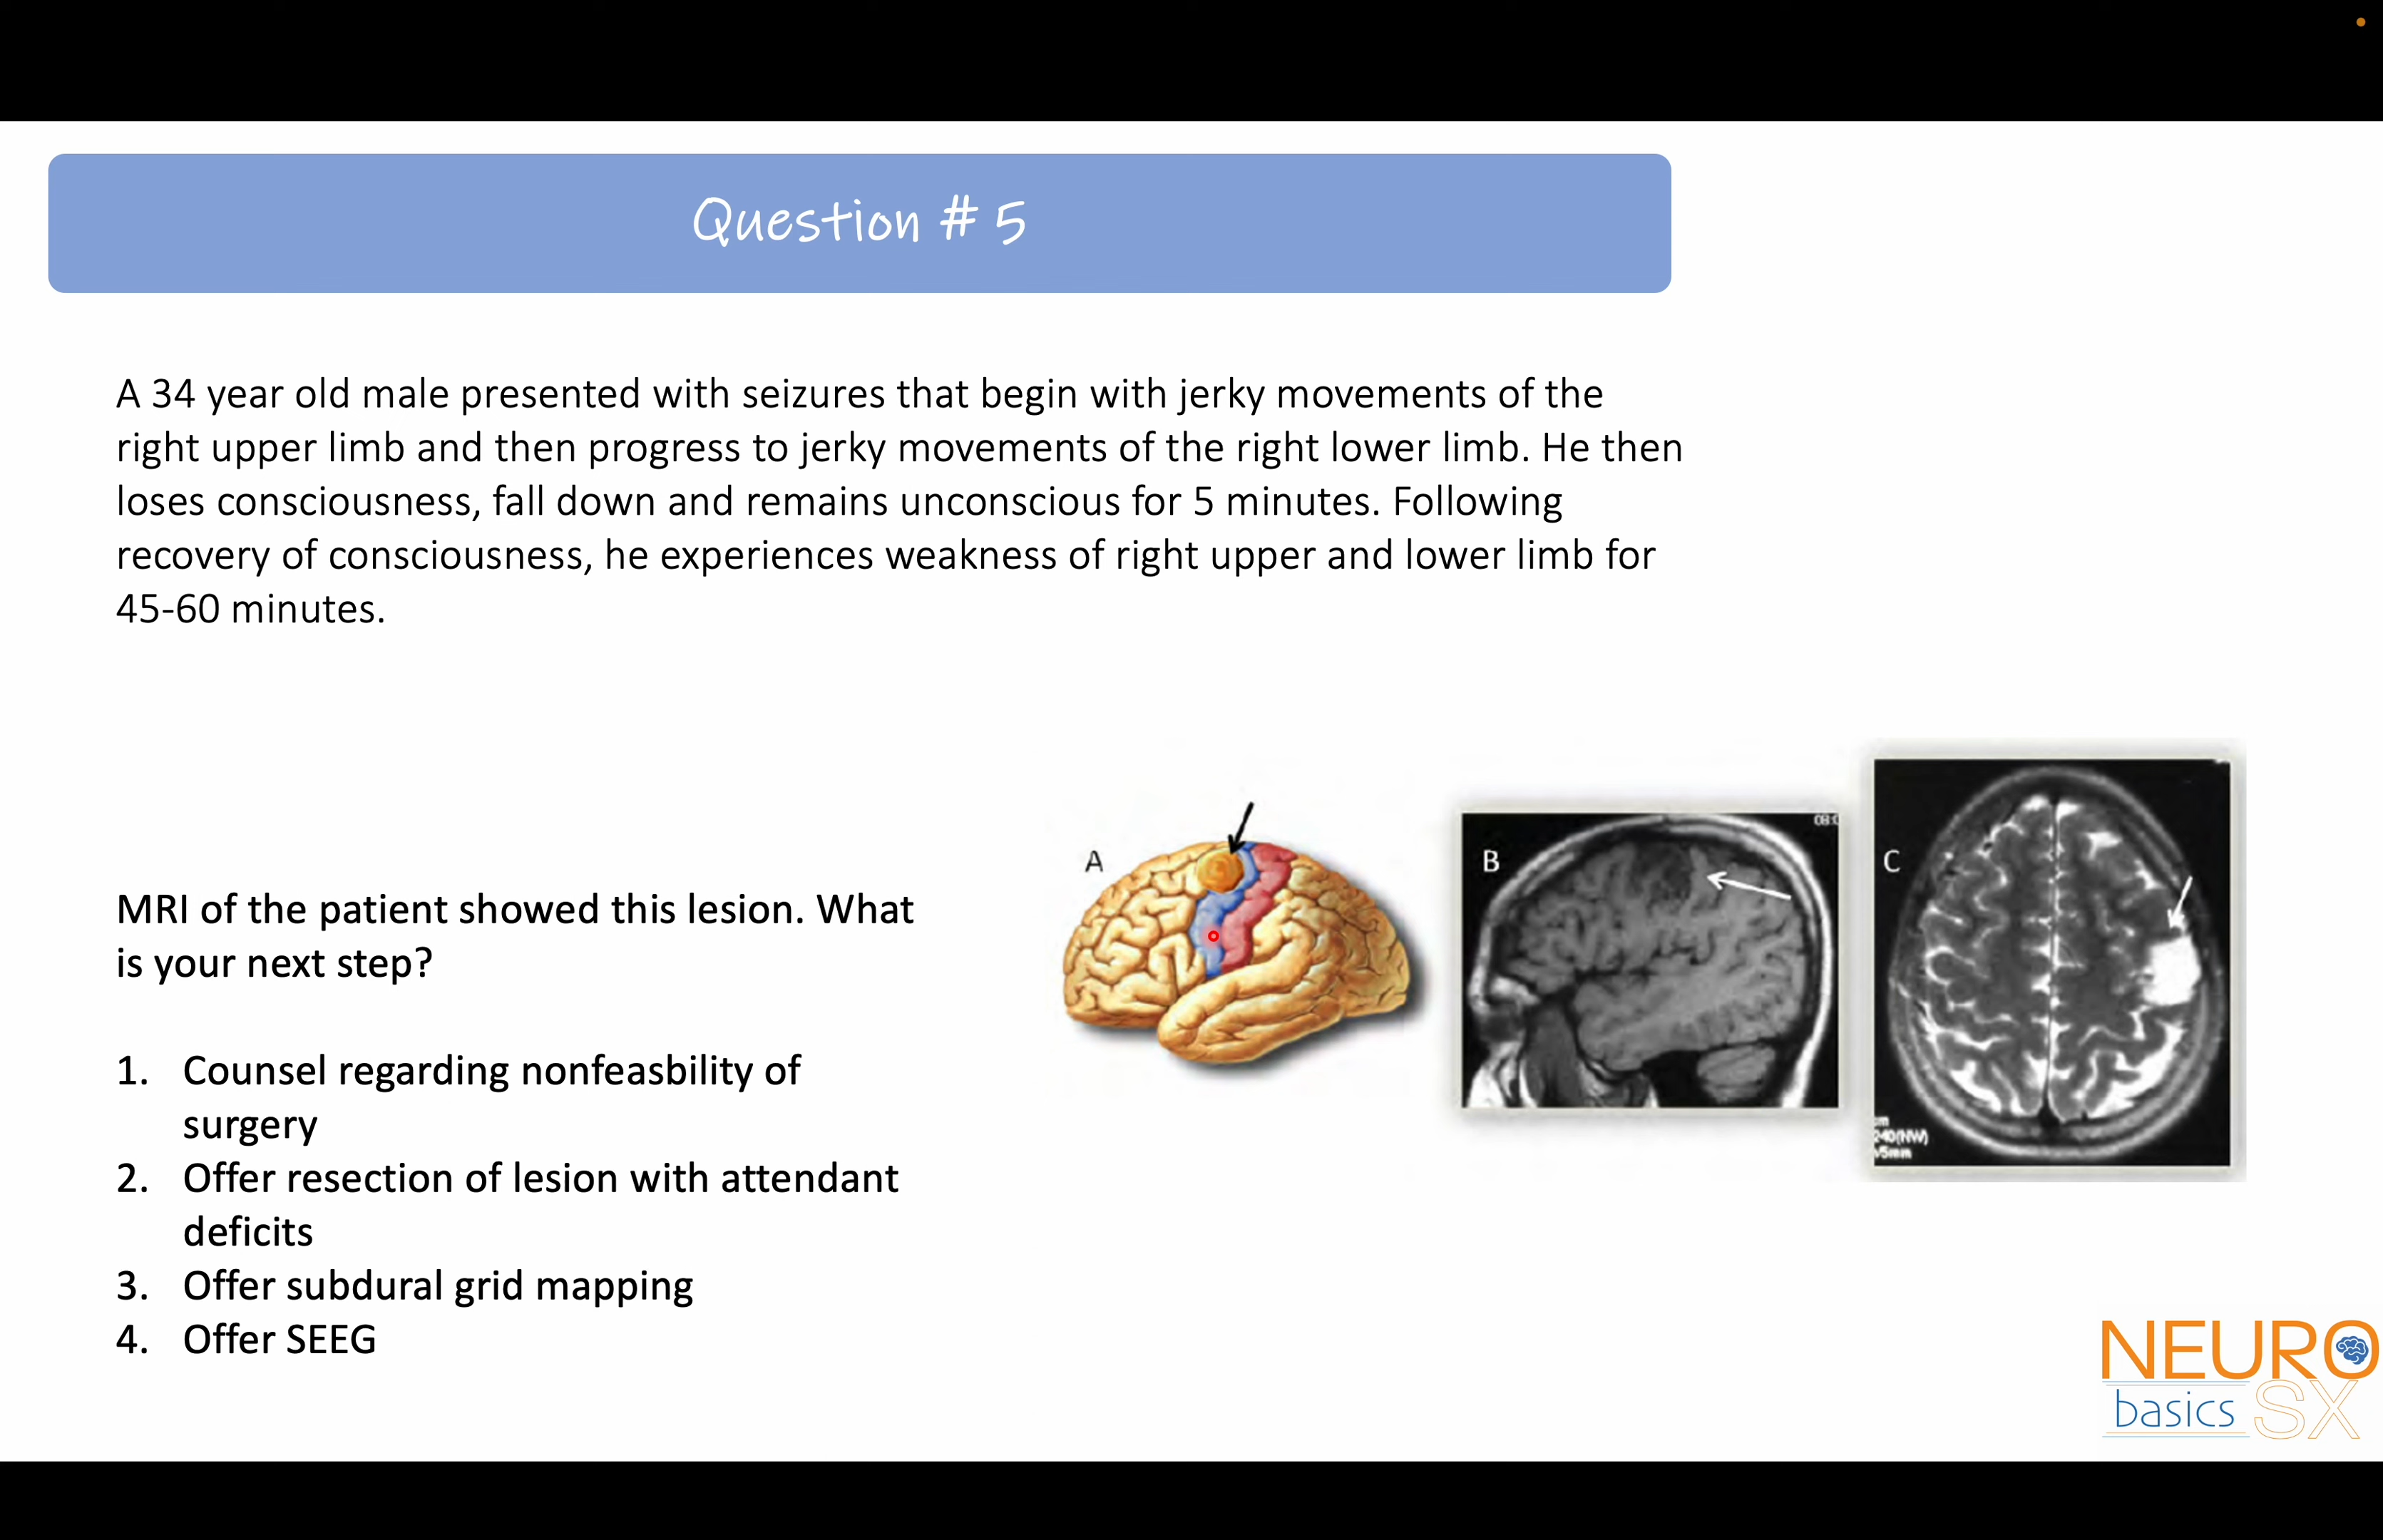 Question # 5
A 34 year old male presented with seizures that begin with jerky movements of the
right upper limb and then progress to jerky movements of the right lower limb. He then
loses consciousness, fall down and remains unconscious for 5 minutes. Following
recovery of consciousness, he experiences weakness of right upper and lower limb for
45-60 minutes.
MRI of the patient showed this lesion. What
is your next step?
1. Counsel regarding nonfeasbility of
surgery
2. Offer resection of lesion with attendant
deficits
3. Offer subdural grid mapping
4. Offer SEEG
A
B
C
240(NW)
NEURO
basics SX